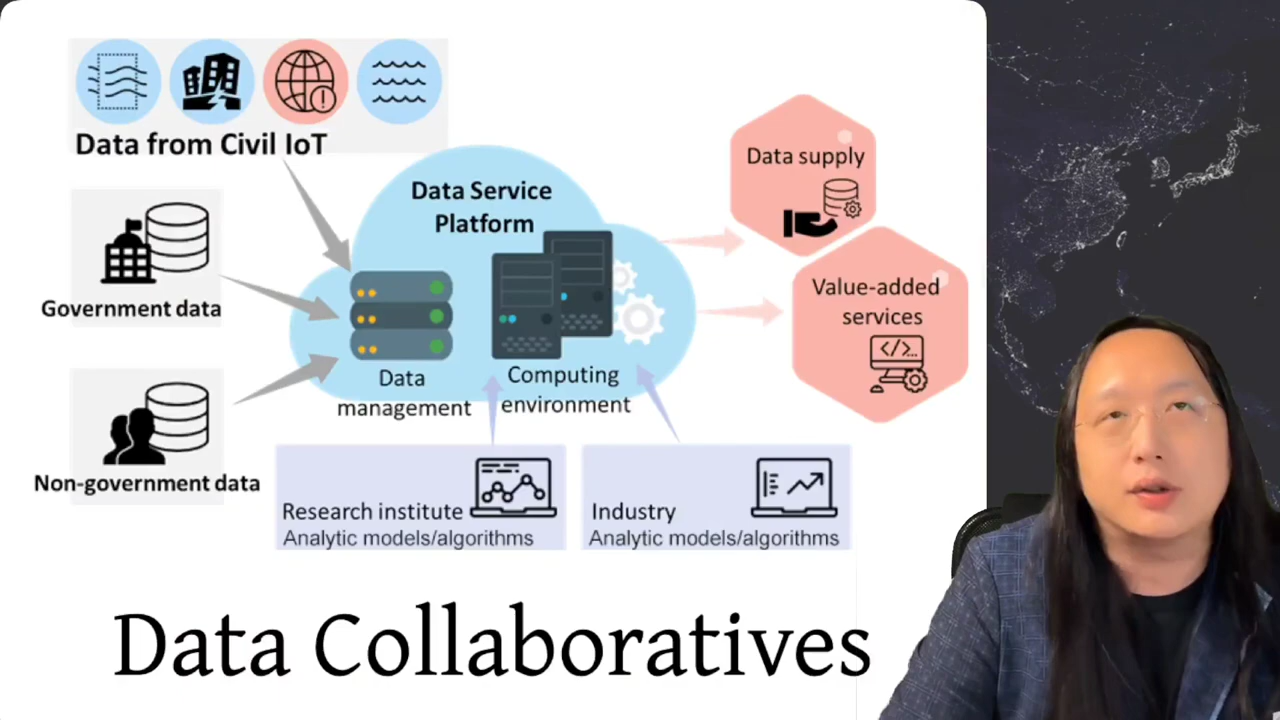 Data from Civil IoT
Data Service
Platform
Data supply
Government data
Value-added
services
</...
Data
management
Computing
environment
Non-government data
Research institute
Analytic models/algorithms
Industry
Analytic models/algorithms
Data Collaboratives